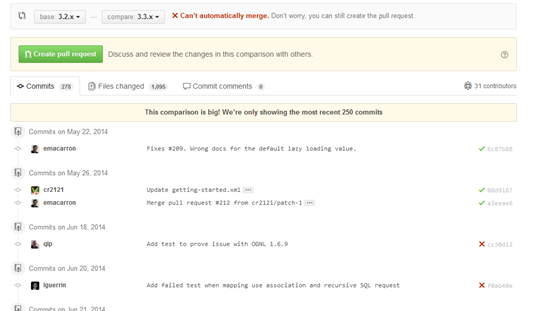 base: 3.2.x ... compare: 3.3.x Can't automatically merge. Don't worry, you can still create the pull request.
Create pull request Discuss and review the changes in this comparison with others.
Commits 278 Files changed 1,095 Commit comments 0 31 contributors
This comparison is big! We're only showing the most recent 250 commits
Commits on May 22, 2014
emacarron Fixes #209. Wrong docs for the default lazy loading value. 6c87b88
Commits on May 26, 2014
cr2121 Update getting-started.xml ...
emacarron Merge pull request #212 from cr2121/patch-1 ... a3eeae6
Commits on Jun 18, 2014
Add test to prove issue with OGNL 1.6.9 cc30d12
Commits on Jun 20, 2014
lguerrin Add failed test when mapping use association and recursive SQL request
Commits on Jun 21, 2014